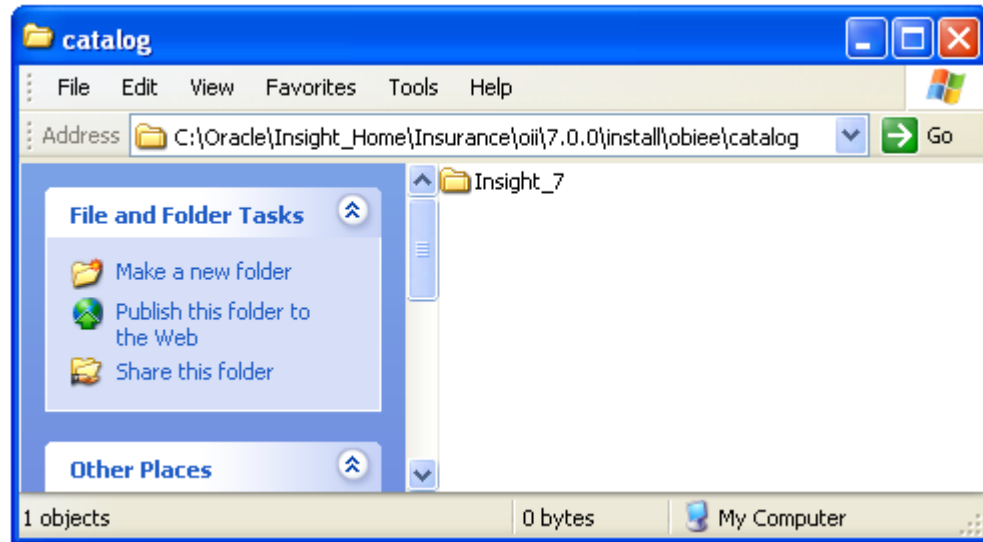 catalog
File Edit View Favorites Tools Help
Address C:\Oracle\Insight_Home\Insurance\oii\7.0.0\install\obiee\catalog Go
File and Folder Tasks
Make a new folder
Publish this folder to
the Web
Share this folder
Other Places
Insight_7
1 objects 0 bytes My Computer